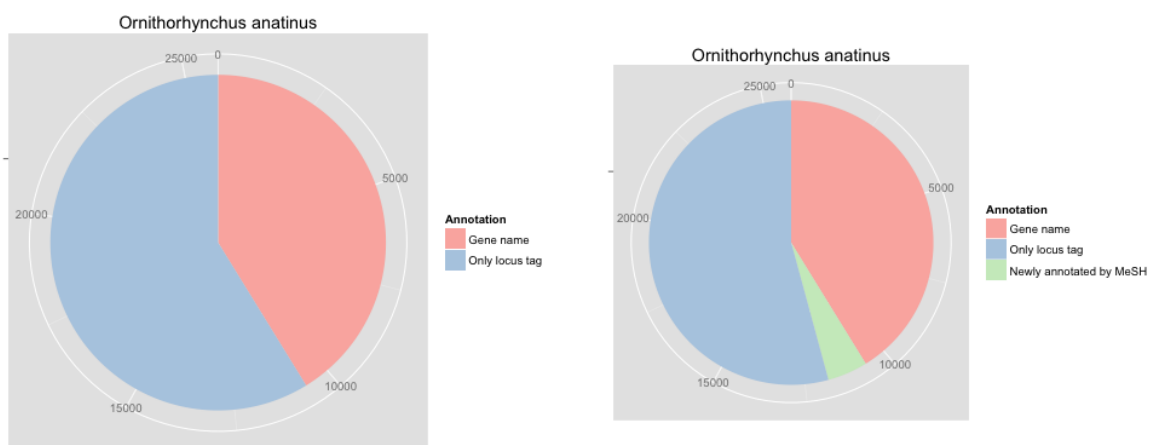 Ornithorhynchus anatinus
0
25000
5000
20000
10000
15000
Annotation
Gene name
Only locus tag
Ornithorhynchus anatinus
0
25000
5000
20000
10000
15000
Annotation
Gene name
Only locus tag
Newly annotated by MeSH